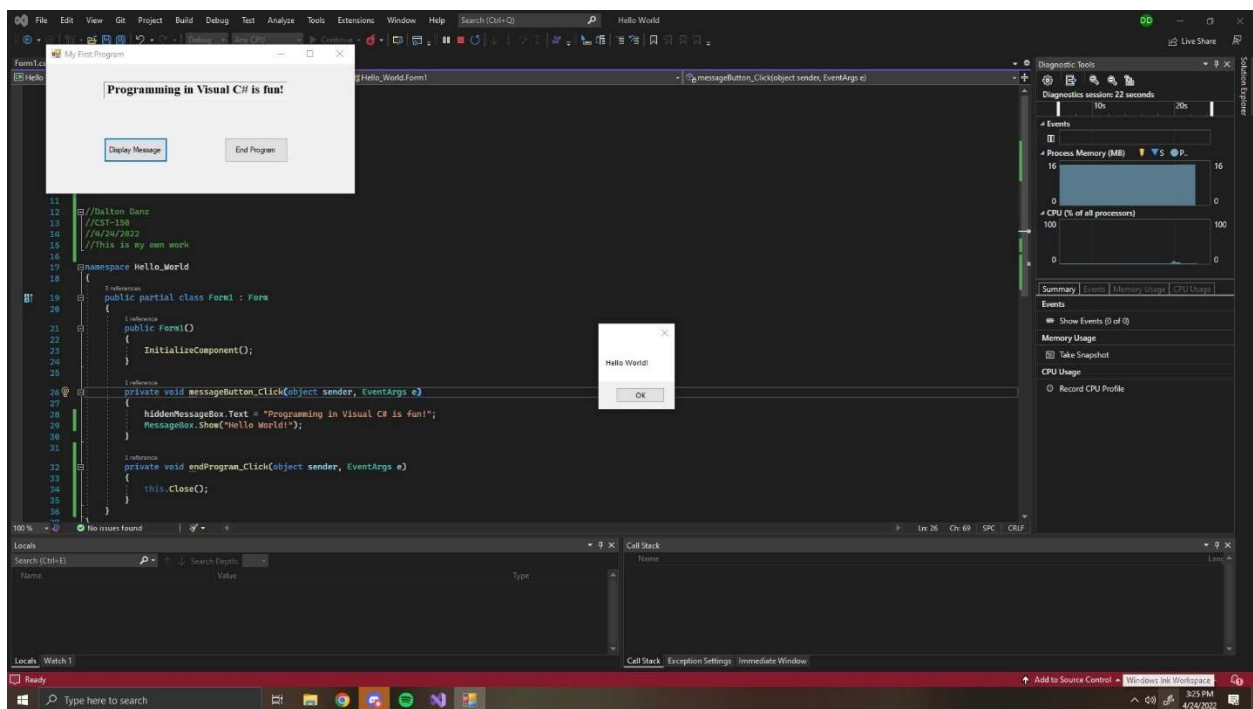 File Edit View Git Project Build Debug Test Analyze Tools Extensions Window Help Search (Ctrl+Q) Hello World DD
Debug Any CPU Continue Live Share
My First Program
Programming in Visual C# is fun!
Display Message End Program
Form1.cs
Hello Hello_World.Form1 messageButton_Click(object sender, EventArgs e)
11
12 //Dalton Danz
13 //CST-150
14 //4/24/2022
15 //This is my own work
16
17 namespace Hello_World
18 {
3 references
19 public partial class Form1 : Form
20 {
1 reference
21 public Form1()
22 {
23 InitializeComponent();
24 }
25
1 reference
26 private void messageButton_Click(object sender, EventArgs e)
27 {
28 hiddenMessageBox.Text = "Programming in Visual C# is fun!";
29 MessageBox.Show("Hello World!");
30 }
31
1 reference
32 private void endProgram_Click(object sender, EventArgs e)
33 {
34 this.Close();
35 }
36 }
Hello World!
OK
100 % No issues found Ln: 26 Ch: 69 SPC CRLF
Diagnostic Tools
Diagnostics session: 22 seconds
10s 20s
Events
Process Memory (MB) S P...
16 16
0 0
CPU (% of all processors)
100 100
0 0
Summary Events Memory Usage CPU Usage
Events
Show Events (0 of 0)
Memory Usage
Take Snapshot
CPU Usage
Record CPU Profile
Solution Explorer
Locals
Search (Ctrl+E) Search Depth:
Name Value Type
Locals Watch 1
Call Stack
Name Lang
Call Stack Exception Settings Immediate Window
Ready Add to Source Control Windows Ink Workspace
Type here to search
3:25 PM
4/24/2022